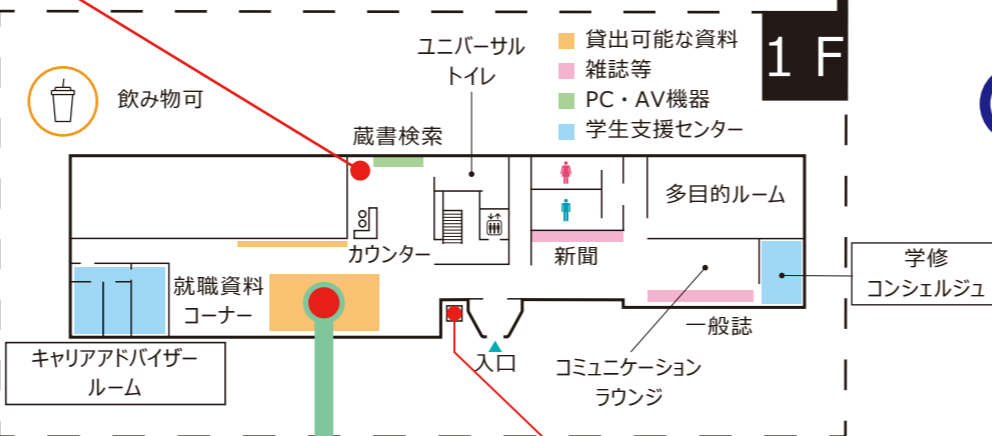 1 F
貸出可能な資料
雑誌等
PC・AV機器
学生支援センター
ユニバーサル
トイレ
飲み物可
蔵書検索
多目的ルーム
カウンター
新聞
学修
コンシェルジュ
就職資料
コーナー
一般誌
キャリアアドバイザー
ルーム
入口
コミュニケーション
ラウンジ